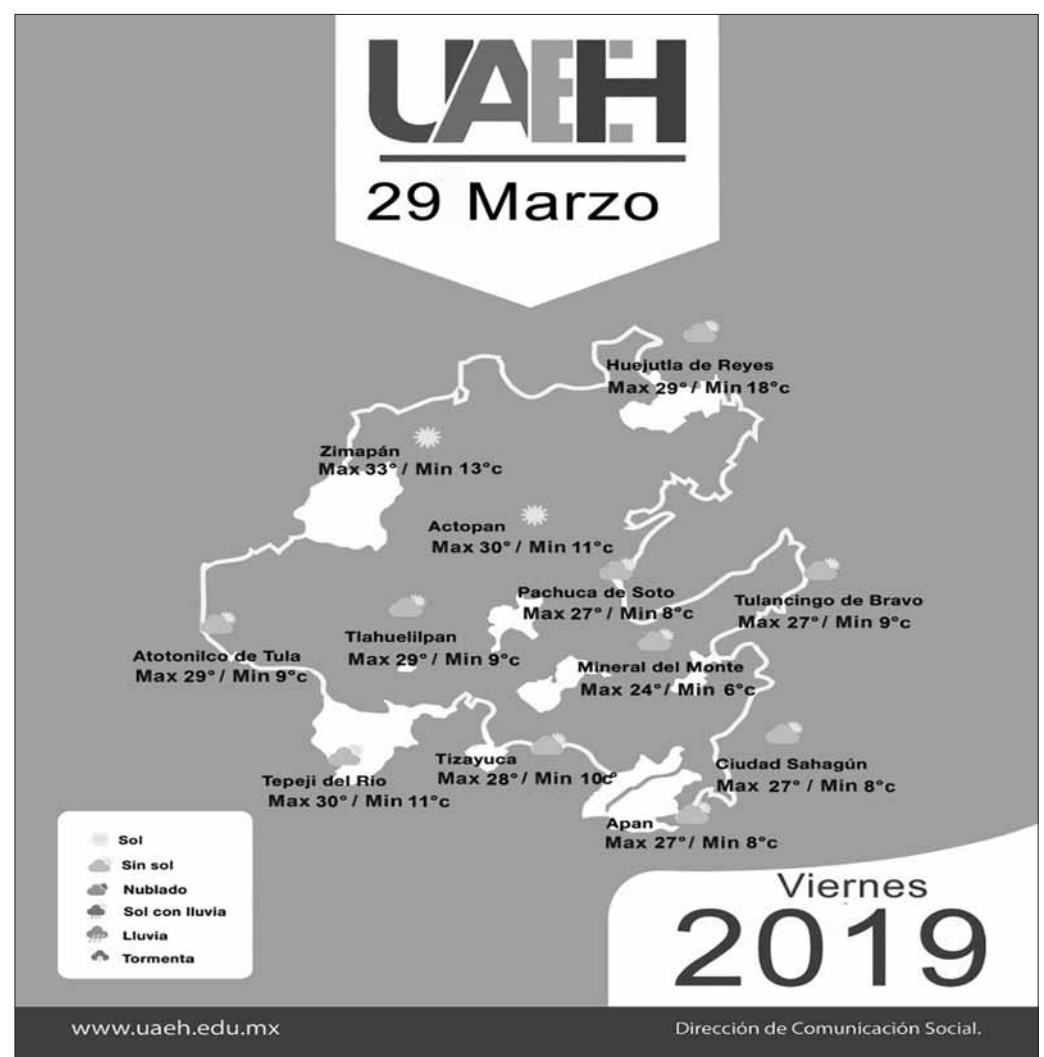 UAEH
29 Marzo
Huejutla de Reyes
Max 29° / Min 18°c
Zimapán
Max 33° / Min 13°c
Actopan
Max 30° / Min 11°c
Pachuca de Soto
Max 27° / Min 8°c
Tulancingo de Bravo
Max 27° / Min 9°c
Tlahuelilpan
Max 29° / Min 9°c
Atotonilco de Tula
Max 29° / Min 9°c
Mineral del Monte
Max 24° / Min 6°c
Tizayuca
Max 28° / Min 10c°
Ciudad Sahagún
Max 27° / Min 8°c
Tepeji del Rio
Max 30° / Min 11°c
Apan
Max 27° / Min 8°c
Sol
Sin sol
Nublado
Sol con lluvia
Lluvia
Tormenta
Viernes
2019
www.uaeh.edu.mx
Dirección de Comunicación Social.